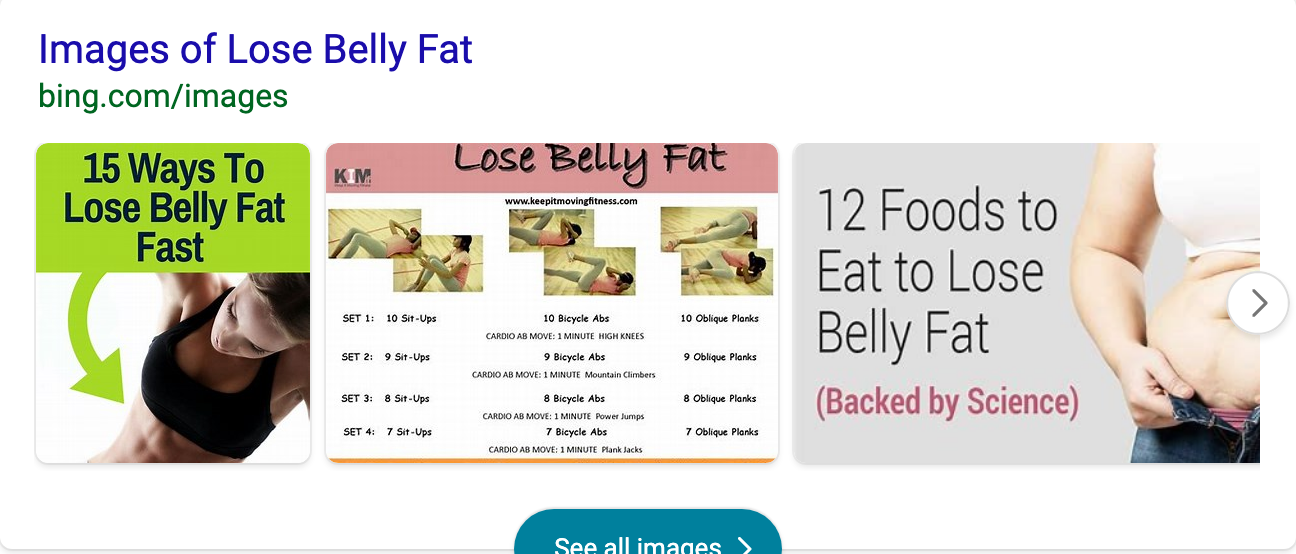 Images of Lose Belly Fat
bing.com/images
15 Ways To
Lose Belly Fat
Fast
Lose Belly Fat
KIM
www.keepitmovingfitness.com
SET 1: 10 Sit-Ups 10 Bicycle Abs 10 Oblique Planks
CARDIO AB MOVE: 1 MINUTE HIGH KNEES
SET 2: 9 Sit-Ups 9 Bicycle Abs 9 Oblique Planks
CARDIO AB MOVE: 1 MINUTE Mountain Climbers
SET 3: 8 Sit-Ups 8 Bicycle Abs 8 Oblique Planks
CARDIO AB MOVE: 1 MINUTE Power Jumps
SET 4: 7 Sit-Ups 7 Bicycle Abs 7 Oblique Planks
CARDIO AB MOVE: 1 MINUTE Plank Jacks
12 Foods to
Eat to Lose
Belly Fat
(Backed by Science)
See all images